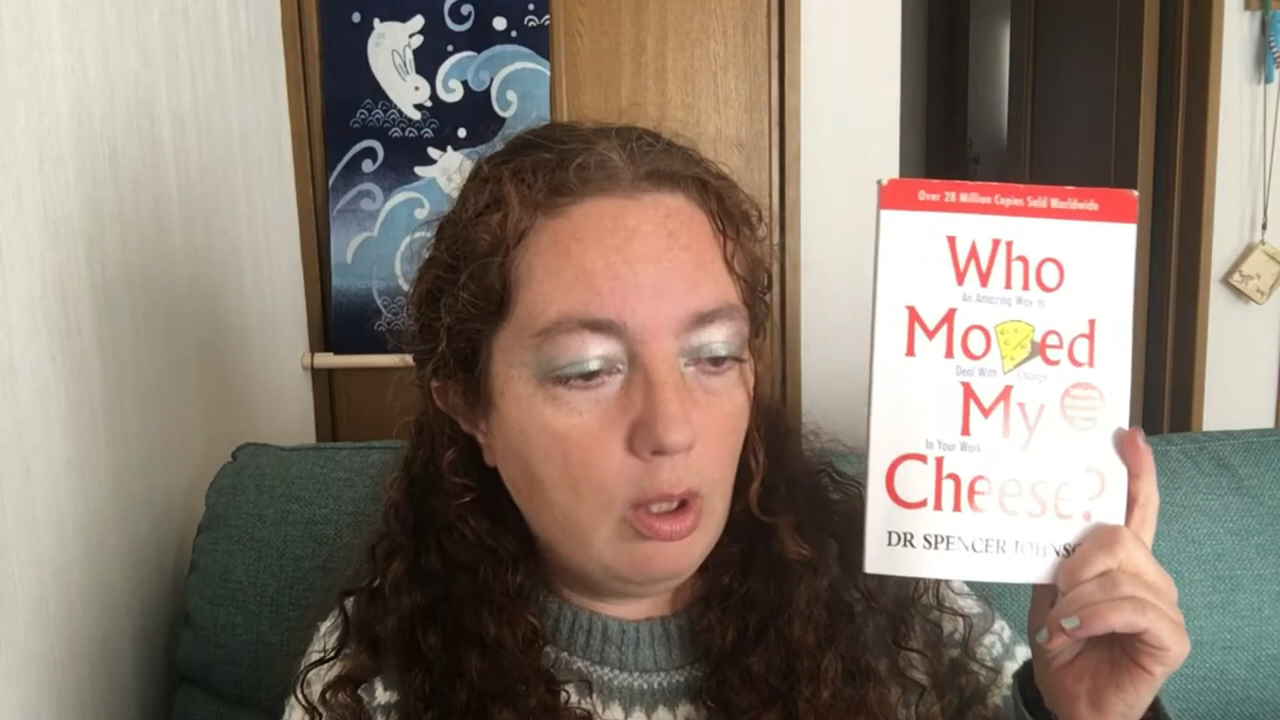 Over 28 Million Copies Sold Worldwide
Who
An Amazing Way to
Moved
Deal With Change
My
In Your Work
Cheese?
DR SPENCER JOHNSO